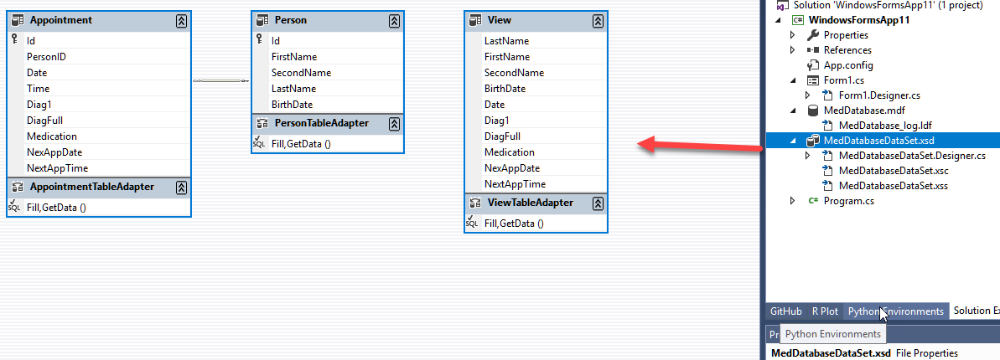 Appointment
Id
PersonID
Date
Time
Diag1
DiagFull
Medication
NexAppDate
NextAppTime
AppointmentTableAdapter
SQL Fill,GetData ()
Person
Id
FirstName
SecondName
LastName
BirthDate
PersonTableAdapter
SQL Fill,GetData ()
View
LastName
FirstName
SecondName
BirthDate
Date
Diag1
DiagFull
Medication
NexAppDate
NextAppTime
ViewTableAdapter
SQL Fill,GetData ()
Solution 'WindowsFormsApp11' (1 project)
C# WindowsFormsApp11
Properties
References
App.config
Form1.cs
Form1.Designer.cs
MedDatabase.mdf
MedDatabase_log.ldf
MedDatabaseDataSet.xsd
MedDatabaseDataSet.Designer.cs
MedDatabaseDataSet.xsc
MedDatabaseDataSet.xss
C# Program.cs
GitHub R Plot Python Environments Solution Ex
Pr
Python Environments
MedDatabaseDataSet.xsd File Properties